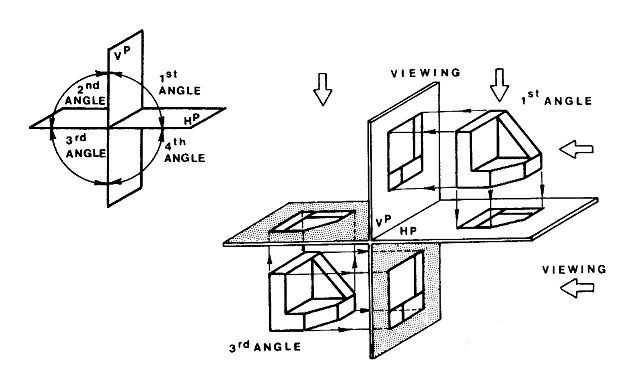 VP
2nd
ANGLE
1st
ANGLE
HP
3rd
ANGLE
4th
ANGLE
VIEWING
1st ANGLE
VP
HP
VIEWING
3rd ANGLE